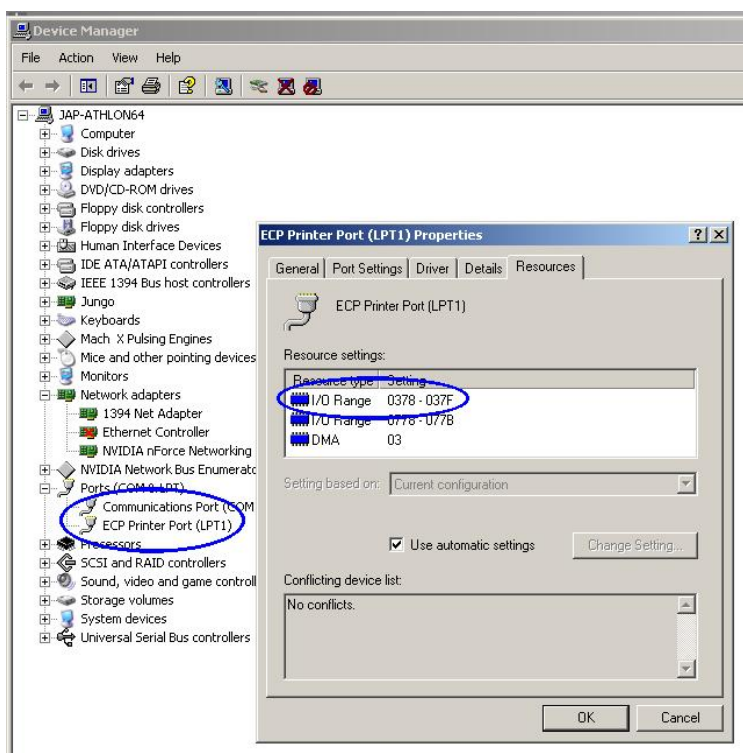 Device Manager
File Action View Help
JAP-ATHLON64
Computer
Disk drives
Display adapters
DVD/CD-ROM drives
Floppy disk controllers
Floppy disk drives
Human Interface Devices
IDE ATA/ATAPI controllers
IEEE 1394 Bus host controllers
Jungo
Keyboards
Mach X Pulsing Engines
Mice and other pointing devices
Monitors
Network adapters
1394 Net Adapter
Ethernet Controller
NVIDIA nForce Networking
NVIDIA Network Bus Enumerato
Ports (COM & LPT)
Communications Port (COM
ECP Printer Port (LPT1)
Processors
SCSI and RAID controllers
Sound, video and game controll
Storage volumes
System devices
Universal Serial Bus controllers
ECP Printer Port (LPT1) Properties
General Port Settings Driver Details Resources
ECP Printer Port (LPT1)
Resource settings:
Resource type Setting
I/O Range 0378 - 037F
I/O Range 0778 - 077B
DMA 03
Setting based on: Current configuration
Use automatic settings Change Setting...
Conflicting device list:
No conflicts.
OK Cancel